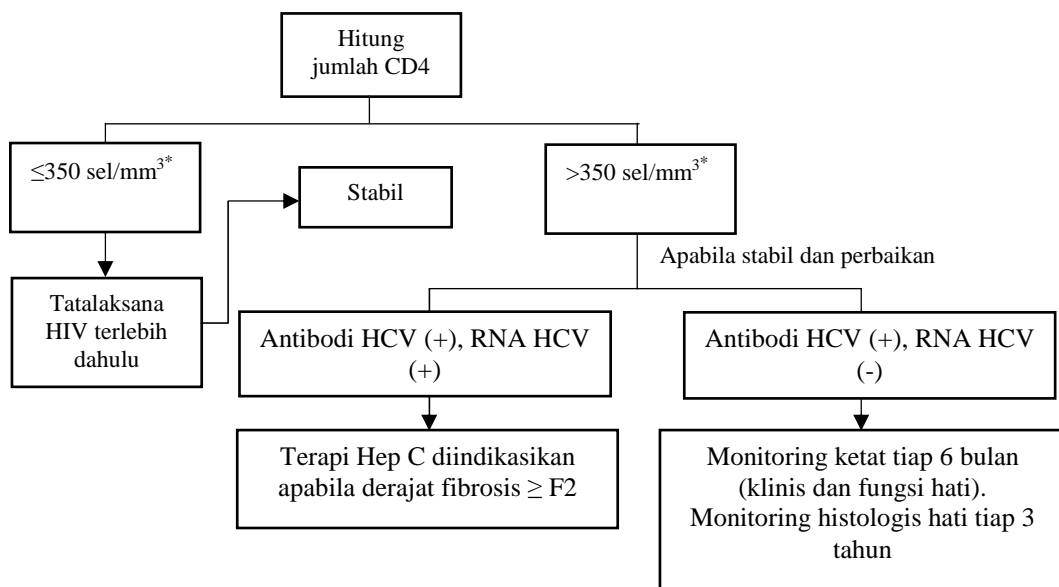 Hitung
jumlah CD4
≤350 sel/mm³*
Stabil
>350 sel/mm³*
Apabila stabil dan perbaikan
Tatalaksana
HIV terlebih
dahulu
Antibodi HCV (+), RNA HCV
(+)
Antibodi HCV (+), RNA HCV
(-)
Terapi Hep C diindikasikan
apabila derajat fibrosis ≥ F2
Monitoring ketat tiap 6 bulan
(klinis dan fungsi hati).
Monitoring histologis hati tiap 3
tahun